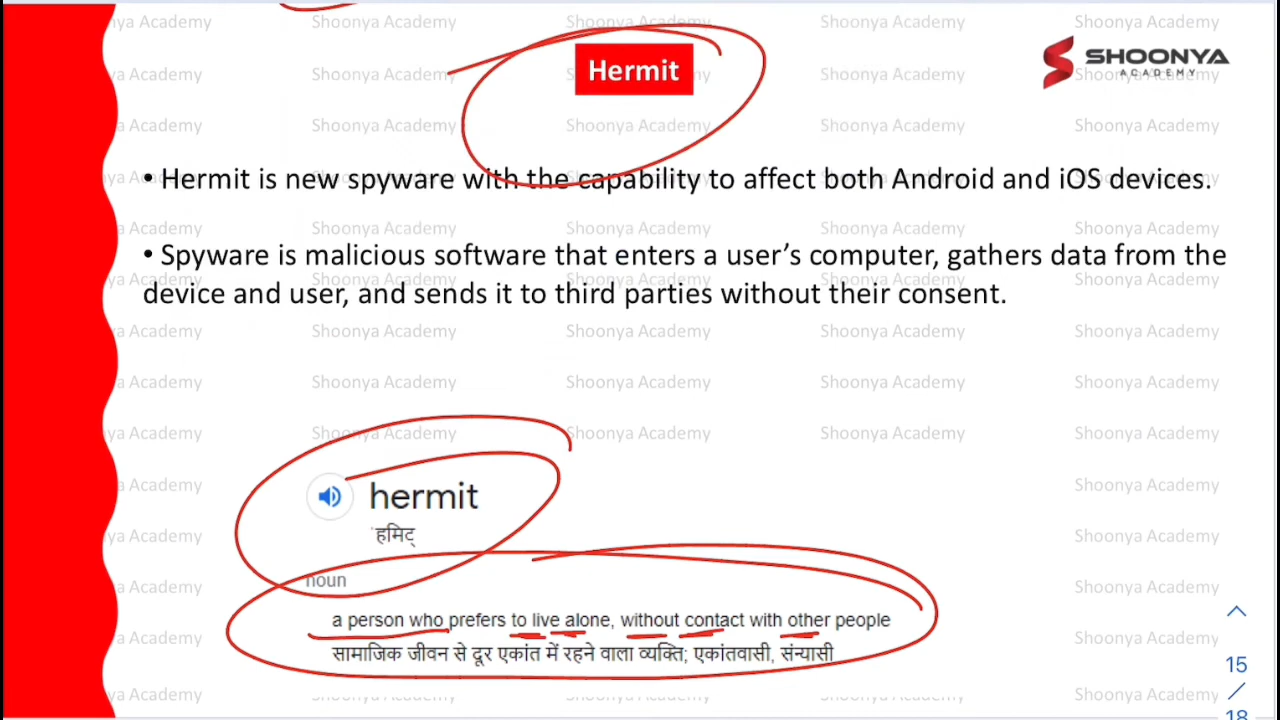 Shoonya Academy
Hermit
SHOONYA
ACADEMY
• Hermit is new spyware with the capability to affect both Android and iOS devices.
• Spyware is malicious software that enters a user’s computer, gathers data from the
device and user, and sends it to third parties without their consent.
hermit
ˈहमिट्
noun
a person who prefers to live alone, without contact with other people
सामाजिक जीवन से दूर एकांत में रहने वाला व्यक्ति; एकांतवासी, संन्यासी
15
/
18